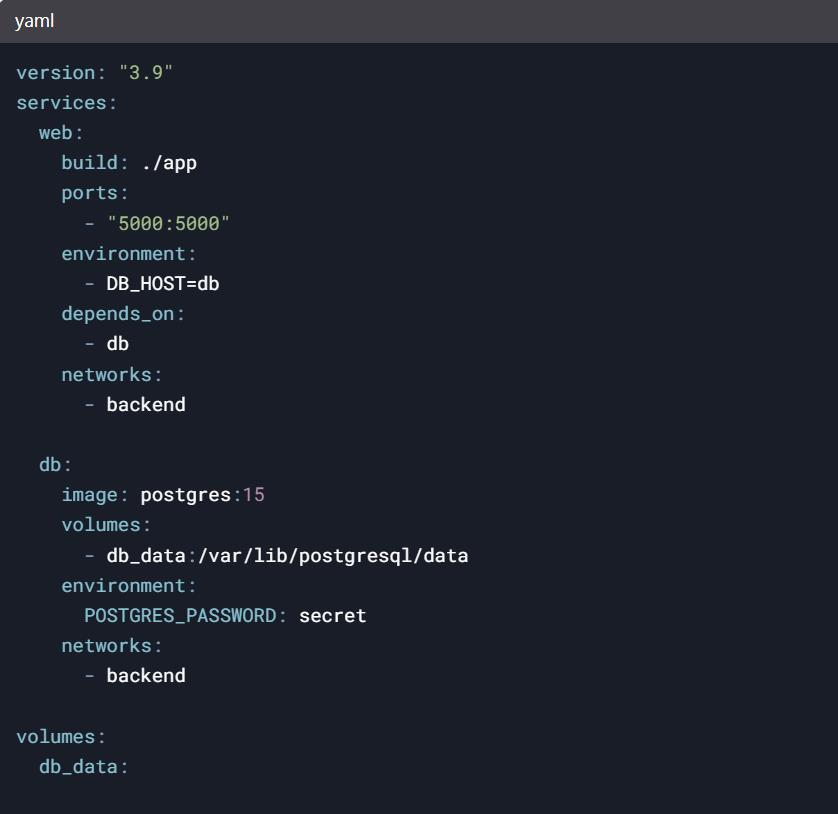 yaml
version: "3.9"
services:
  web:
    build: ./app
    ports:
      - "5000:5000"
    environment:
      - DB_HOST=db
    depends_on:
      - db
    networks:
      - backend

  db:
    image: postgres:15
    volumes:
      - db_data:/var/lib/postgresql/data
    environment:
      POSTGRES_PASSWORD: secret
    networks:
      - backend

volumes:
  db_data: